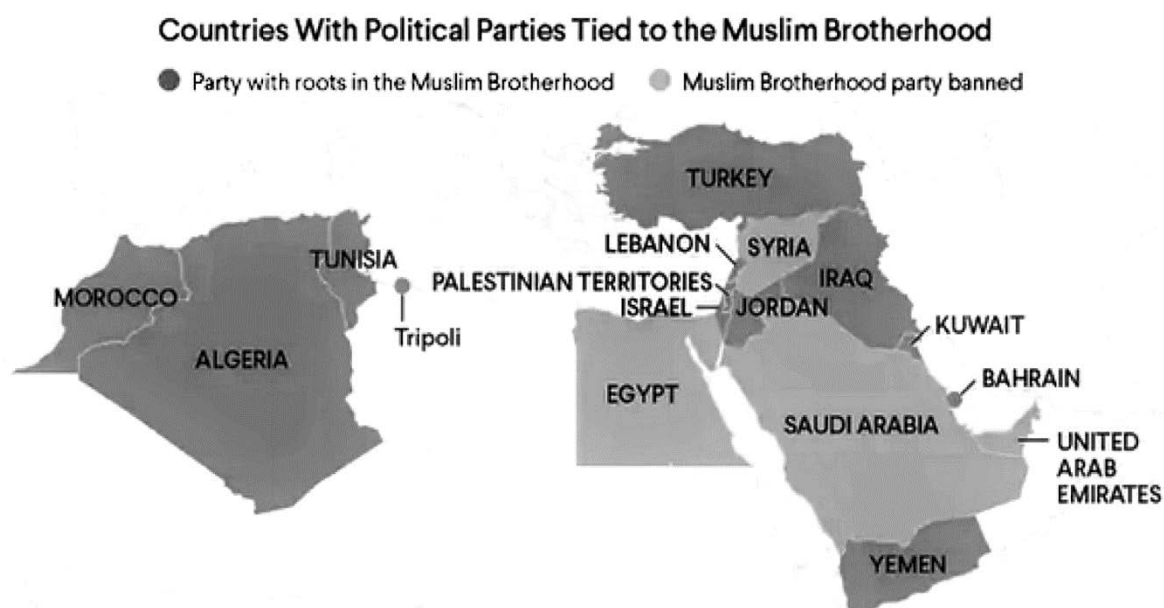 Countries With Political Parties Tied to the Muslim Brotherhood
Party with roots in the Muslim Brotherhood
Muslim Brotherhood party banned
TURKEY
LEBANON
SYRIA
TUNISIA
PALESTINIAN TERRITORIES
IRAQ
MOROCCO
ISRAEL
JORDAN
Tripoli
KUWAIT
ALGERIA
BAHRAIN
EGYPT
SAUDI ARABIA
UNITED
ARAB
EMIRATES
YEMEN